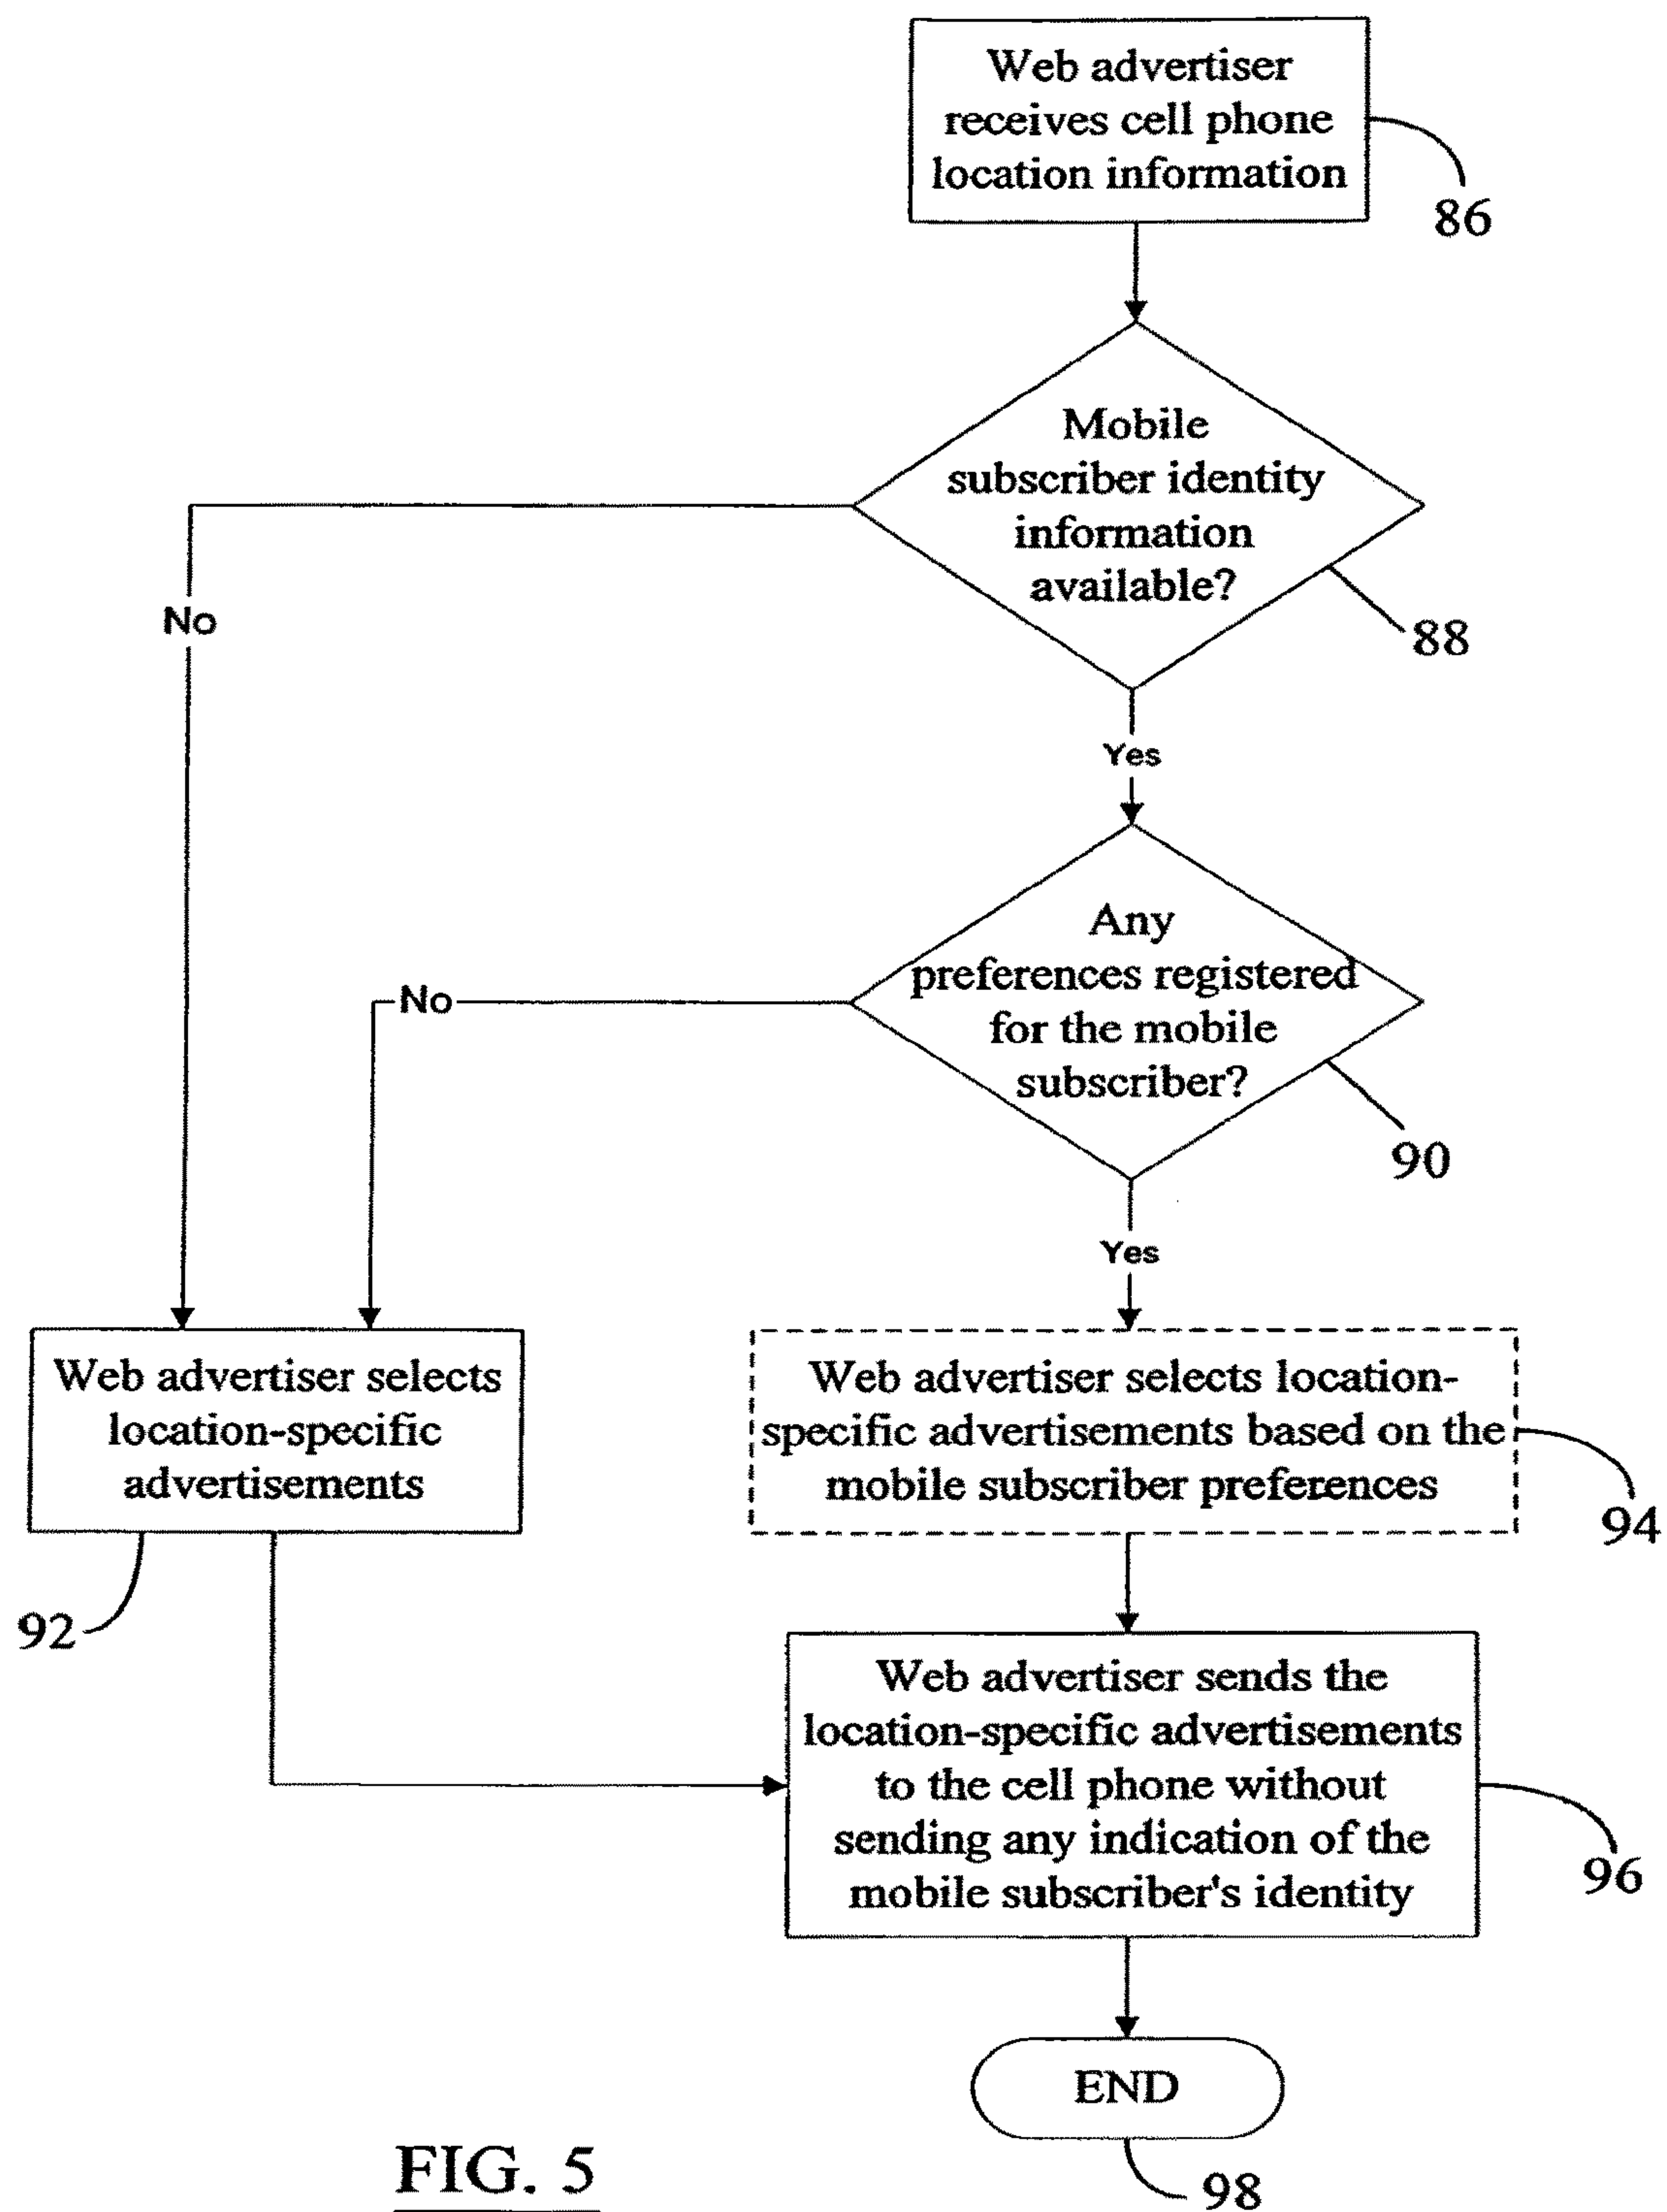 Web advertiser
receives cell phone
location information
86
Mobile
subscriber identity
information
available?
88
No
Yes
Any
preferences registered
for the mobile
subscriber?
90
No
Yes
Web advertiser selects
location-specific
advertisements
92
Web advertiser selects location-
specific advertisements based on the
mobile subscriber preferences
94
Web advertiser sends the
location-specific advertisements
to the cell phone without
sending any indication of the
mobile subscriber's identity
96
END
98
FIG. 5